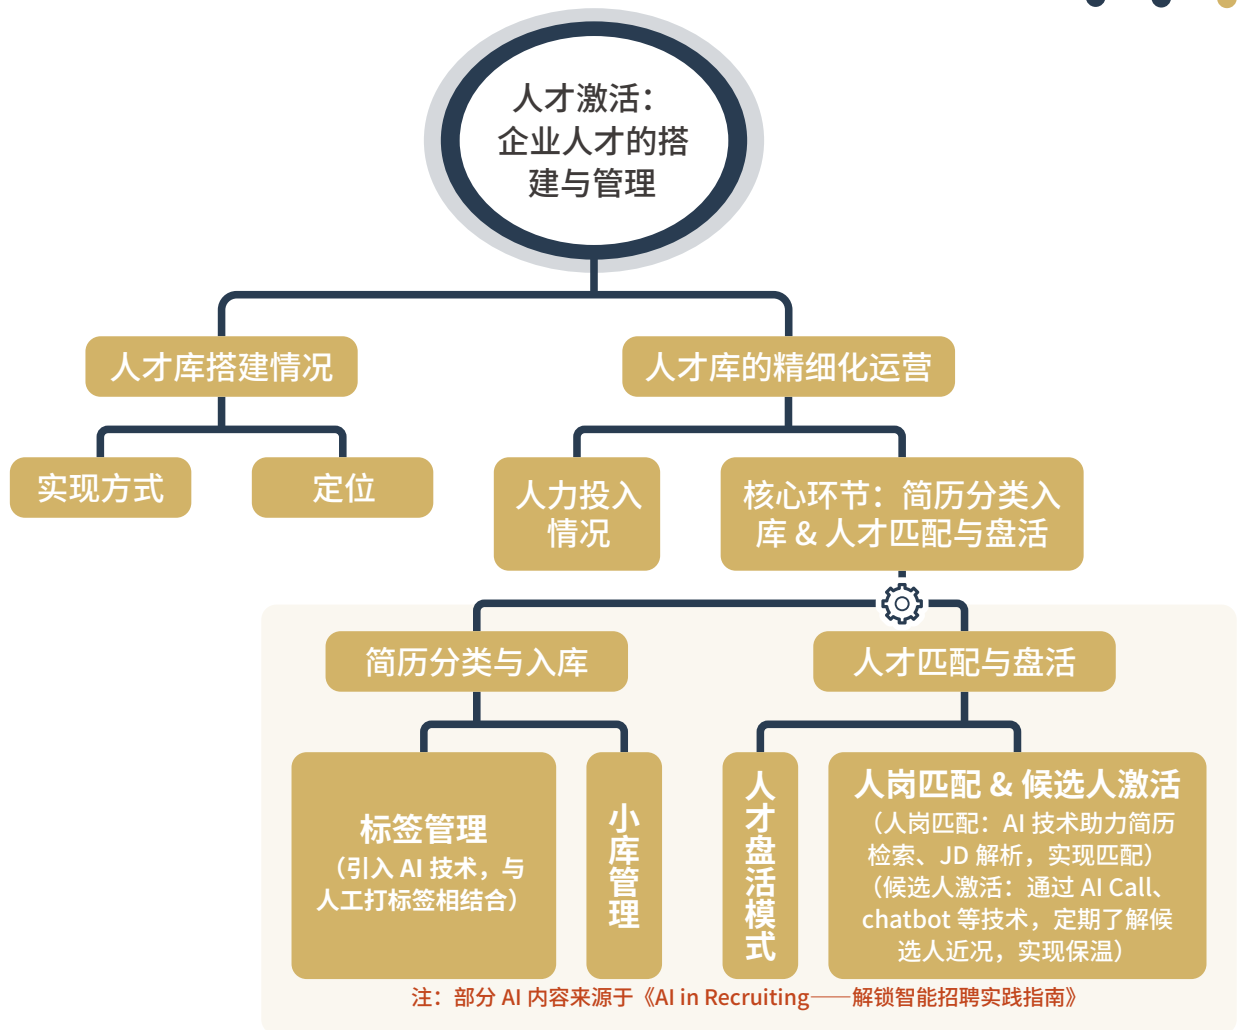 人才激活：
企业人才的搭
建与管理
人才库搭建情况
人才库的精细化运营
实现方式
定位
人力投入
情况
核心环节：简历分类入
库 & 人才匹配与盘活
简历分类与入库
人才匹配与盘活
标签管理
（引入 AI 技术，与
人工打标签相结合）
小库管理
人才盘活模式
人岗匹配 & 候选人激活
（人岗匹配：AI 技术助力简历
检索、JD 解析，实现匹配）
（候选人激活：通过 AI Call、
chatbot 等技术，定期了解候
选人近况，实现保温）
注：部分 AI 内容来源于《AI in Recruiting——解锁智能招聘实践指南》